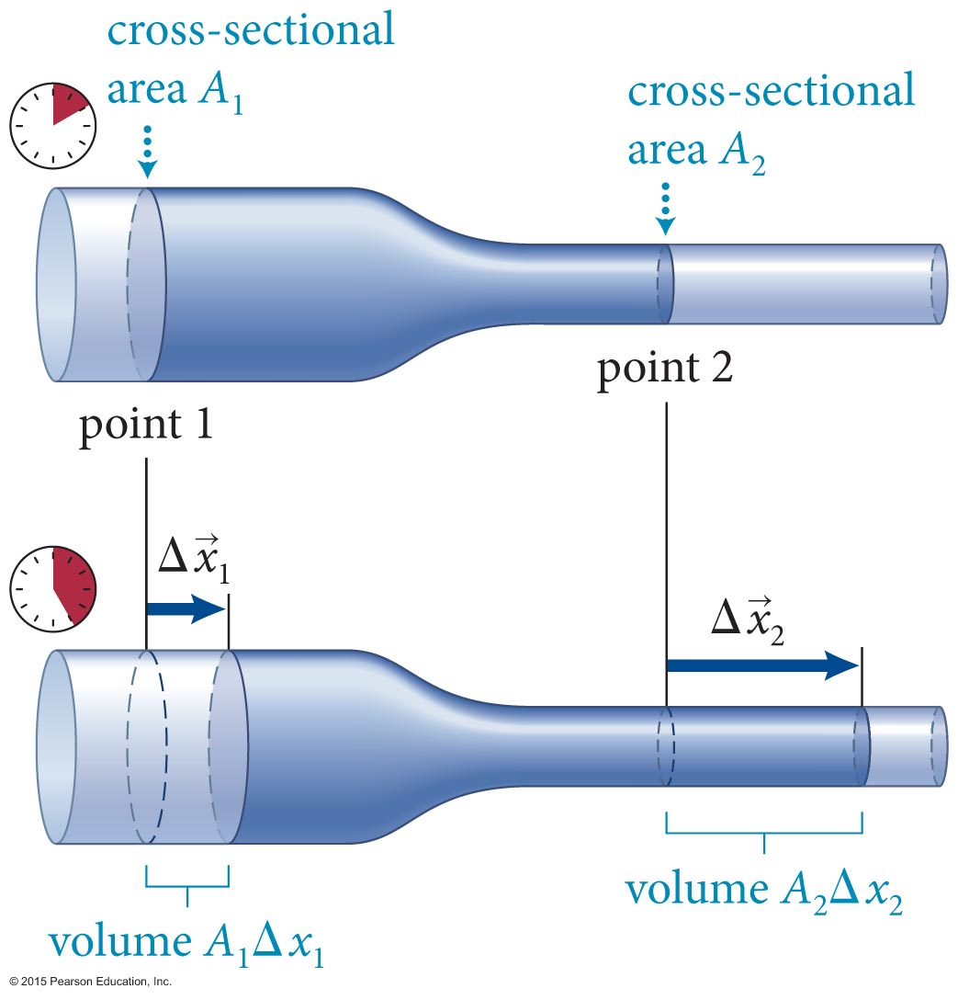 cross-sectional
area A₁
cross-sectional
area A₂
point 2
point 1
Δx⃗₁
Δx⃗₂
volume A₂Δx₂
volume A₁Δx₁
© 2015 Pearson Education, Inc.